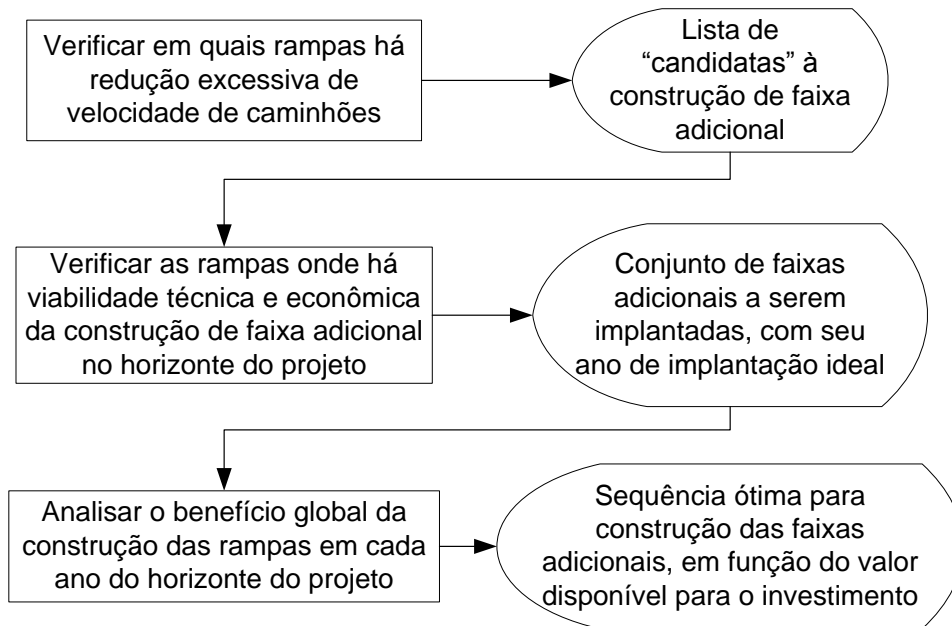 Verificar em quais rampas há
redução excessiva de
velocidade de caminhões
Lista de
“candidatas” à
construção de faixa
adicional
Verificar as rampas onde há
viabilidade técnica e econômica
da construção de faixa adicional
no horizonte do projeto
Conjunto de faixas
adicionais a serem
implantadas, com seu
ano de implantação ideal
Analisar o benefício global da
construção das rampas em cada
ano do horizonte do projeto
Sequência ótima para
construção das faixas
adicionais, em função do valor
disponível para o investimento